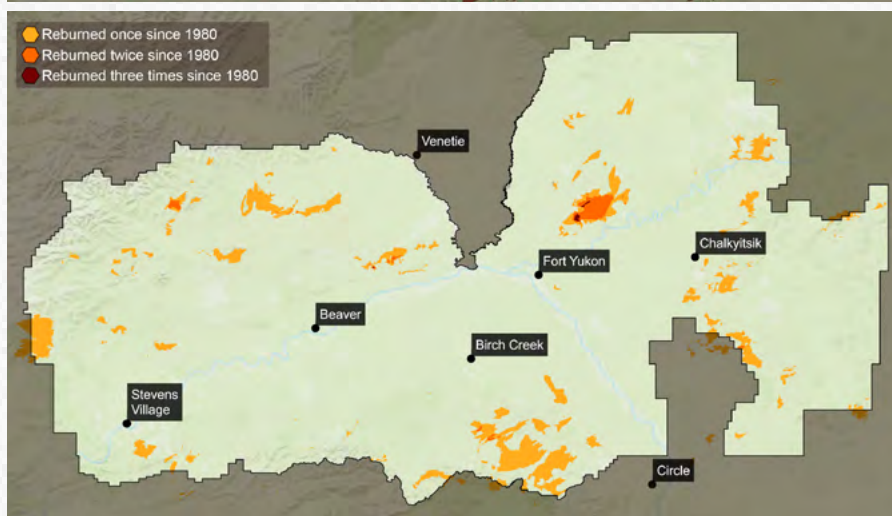 Reburned once since 1980
Reburned twice since 1980
Reburned three times since 1980
Venetie
Chalkyitsik
Fort Yukon
Beaver
Birch Creek
Stevens
Village
Circle